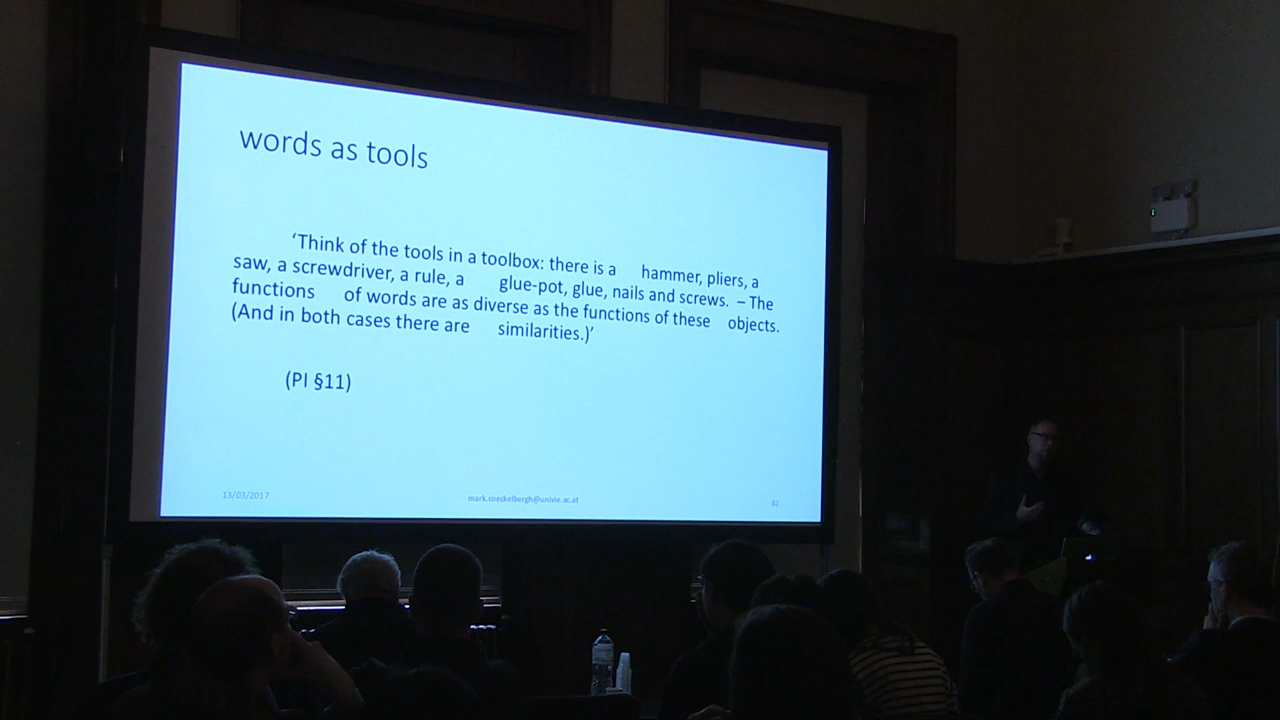 words as tools
‘Think of the tools in a toolbox: there is a hammer, pliers, a
saw, a screwdriver, a rule, a glue-pot, glue, nails and screws. – The
functions of words are as diverse as the functions of these objects.
(And in both cases there are similarities.)’
(PI §11)
13/03/2017
mark.coeckelbergh@univie.ac.at
32